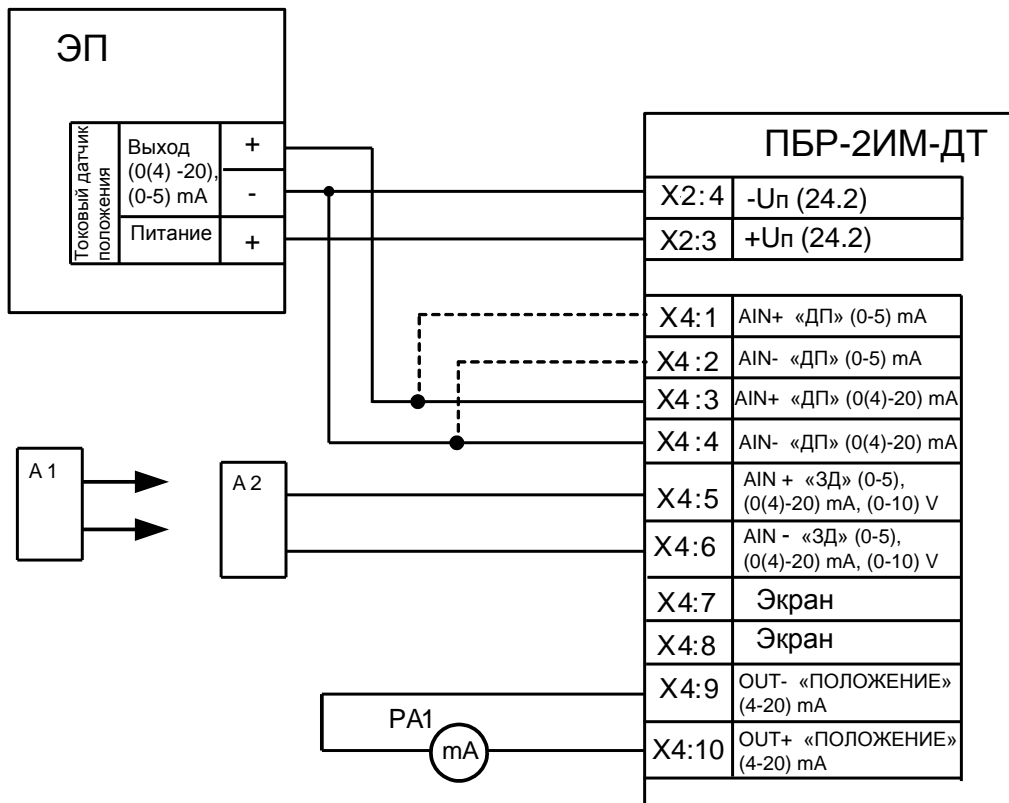 ЭП
Токовый датчик
положения
Выход
(0(4) -20),
(0-5) mA
+
-
Питание
+
ПБР-2ИМ-ДТ
X2:4 -Uп (24.2)
X2:3 +Uп (24.2)
X4:1 AIN+ «ДП» (0-5) mA
X4:2 AIN- «ДП» (0-5) mA
X4:3 AIN+ «ДП» (0(4)-20) mA
X4:4 AIN- «ДП» (0(4)-20) mA
X4:5 AIN + «ЗД» (0-5),
(0(4)-20) mA, (0-10) V
X4:6 AIN - «ЗД» (0-5),
(0(4)-20) mA, (0-10) V
X4:7 Экран
X4:8 Экран
X4:9 OUT- «ПОЛОЖЕНИЕ»
(4-20) mA
X4:10 OUT+ «ПОЛОЖЕНИЕ»
(4-20) mA
A 1
A 2
PA1
mA